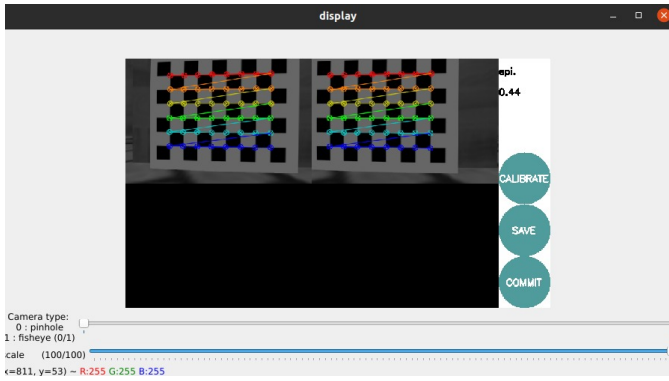 display
epi.
0.44
CALIBRATE
SAVE
COMMIT
Camera type:
0 : pinhole
1 : fisheye (0/1)
scale (100/100)
(x=811, y=53) ~ R:255 G:255 B:255